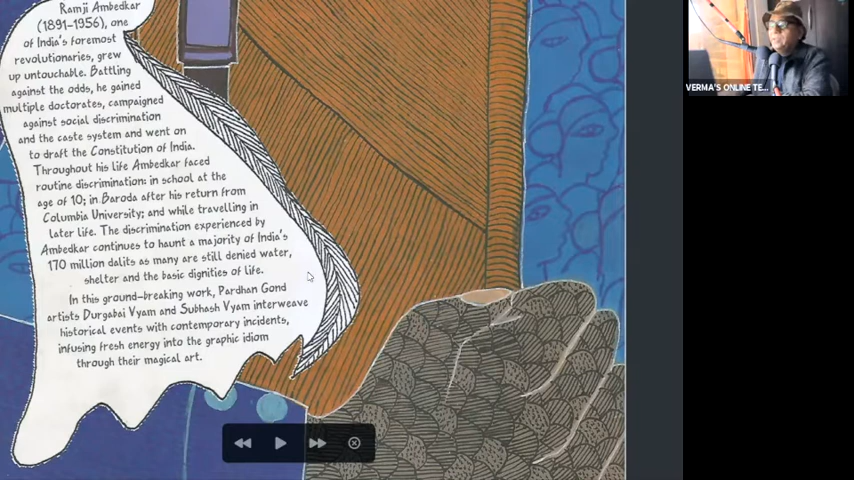 Ramji Ambedkar
(1891-1956), one
of India's foremost
revolutionaries, grew
up untouchable. Battling
against the odds, he gained
multiple doctorates, campaigned
against social discrimination
and the caste system and went on
to draft the Constitution of India.
Throughout his life Ambedkar faced
routine discrimination: in school at the
age of 10; in Baroda after his return from
Columbia University; and while travelling in
later life. The discrimination experienced by
Ambedkar continues to haunt a majority of India's
170 million dalits as many are still denied water,
shelter and the basic dignities of life.
In this ground-breaking work, Pardhan Gond
artists Durgabai Vyam and Subhash Vyam interweave
historical events with contemporary incidents,
infusing fresh energy into the graphic idiom
through their magical art.
VERMA'S ONLINE TE...